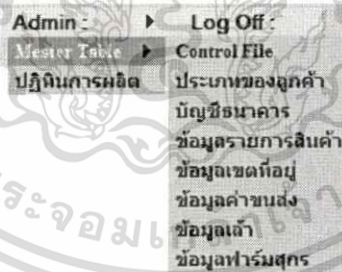 Admin : Log Off :
Mester Table Control File
ปฏิทินการผลิต ประเภทของลูกค้า
บัญชีธนาคาร
ข้อมูลรายการสินค้า
ข้อมูลเขตที่อยู่
ข้อมูลค่าขนส่ง
ข้อมูลเล้า
ข้อมูลฟาร์มสุกร